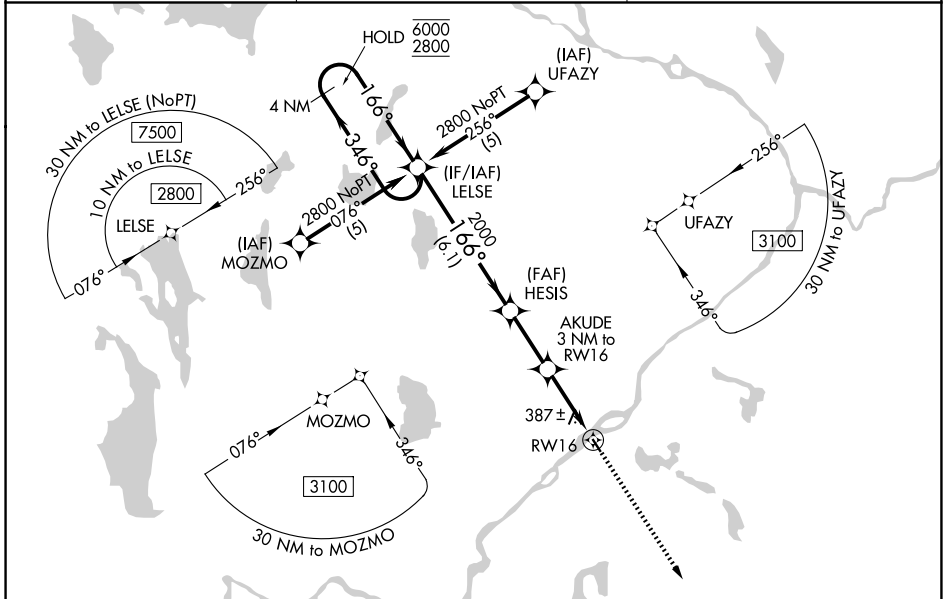 HOLD 6000
2800
4 NM
166°
346°
(IAF)
UFAZY
2800 NoPT
256°
(5)
(IF/IAF)
LELSE
2800 NoPT
076°
(5)
(IAF)
MOZMO
30 NM to LELSE (NoPT)
7500
10 NM to LELSE
2800
256°
LELSE
076°
2000
166°
(6.1)
(FAF)
HESIS
AKUDE
3 NM to
RW16
387 ±
RW16
256°
UFAZY
3100
346°
30 NM to UFAZY
MOZMO
076°
346°
3100
30 NM to MOZMO